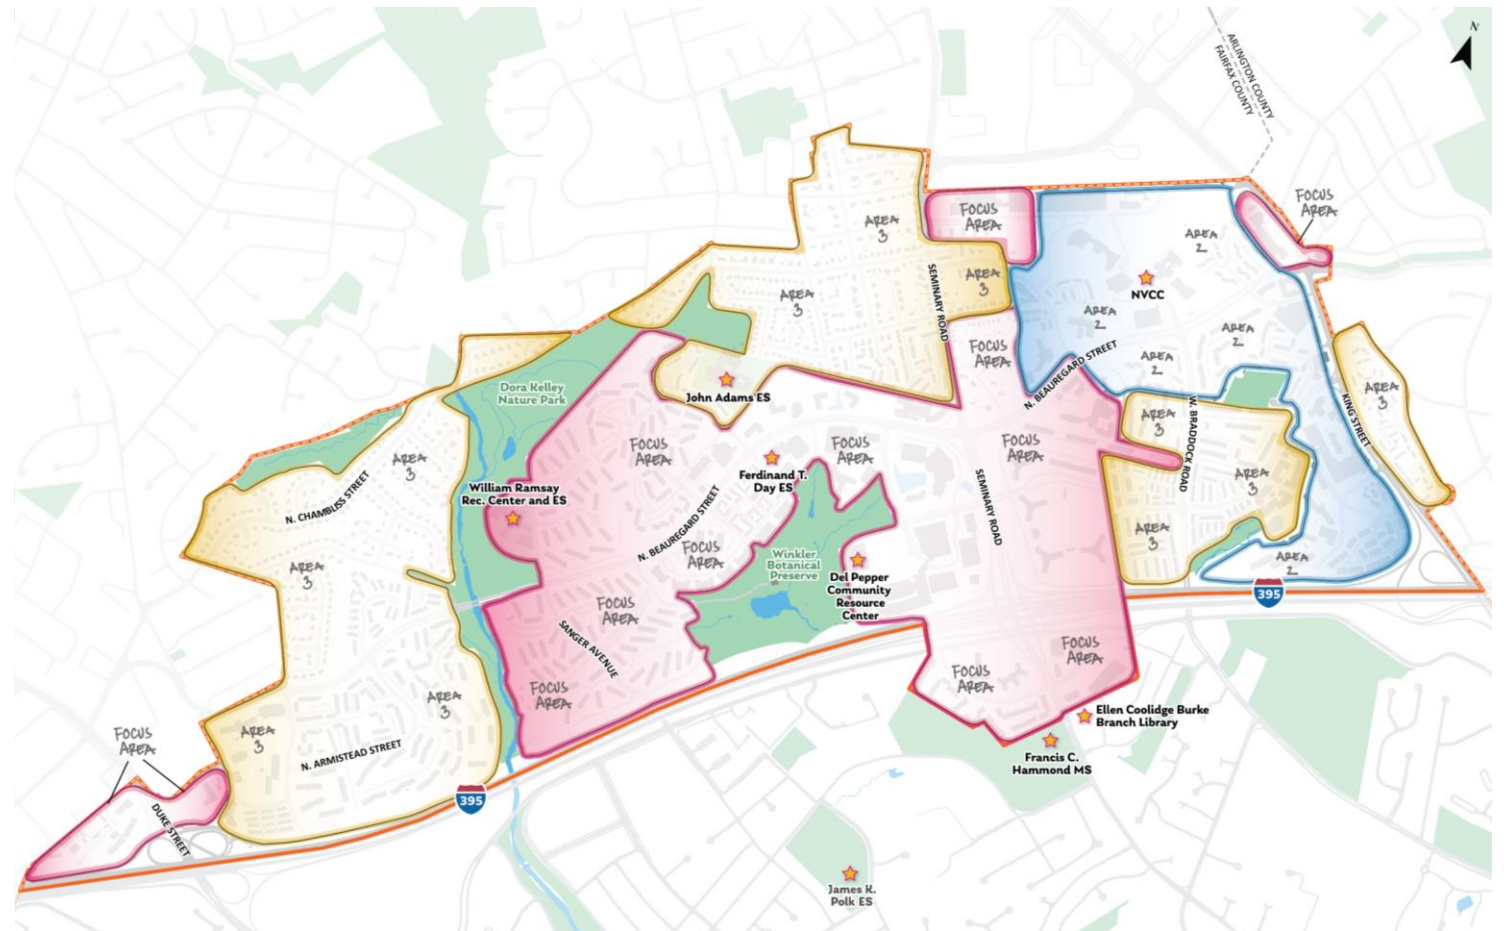 N
ARLINGTON COUNTY
FAIRFAX COUNTY
FOCUS
AREA
FOCUS
AREA
AREA
3
AREA
2
AREA
3
SEMINARY ROAD
NVCC
AREA
3
AREA
2
AREA
2
FOCUS
AREA
AREA
2
N. BEAUREGARD STREET
Dora Kelley
Nature Park
John Adams ES
AREA
3
KING STREET
AREA
3
W. BRADDOCK ROAD
FOCUS
AREA
FOCUS
AREA
FOCUS
AREA
AREA
3
Ferdinand T.
Day ES
AREA
3
William Ramsay
Rec. Center and ES
N. CHAMBLISS STREET
SEMINARY ROAD
N. BEAUREGARD STREET
AREA
3
FOCUS
AREA
Winkler
Botanical
Preserve
AREA
2
AREA
3
Del Pepper
Community
Resource
Center
395
FOCUS
AREA
SANGER AVENUE
FOCUS
AREA
FOCUS
AREA
FOCUS
AREA
AREA
3
Ellen Coolidge Burke
Branch Library
FOCUS
AREA
AREA
3
N. ARMISTEAD STREET
Francis C.
Hammond MS
395
DUKE STREET
James K.
Polk ES